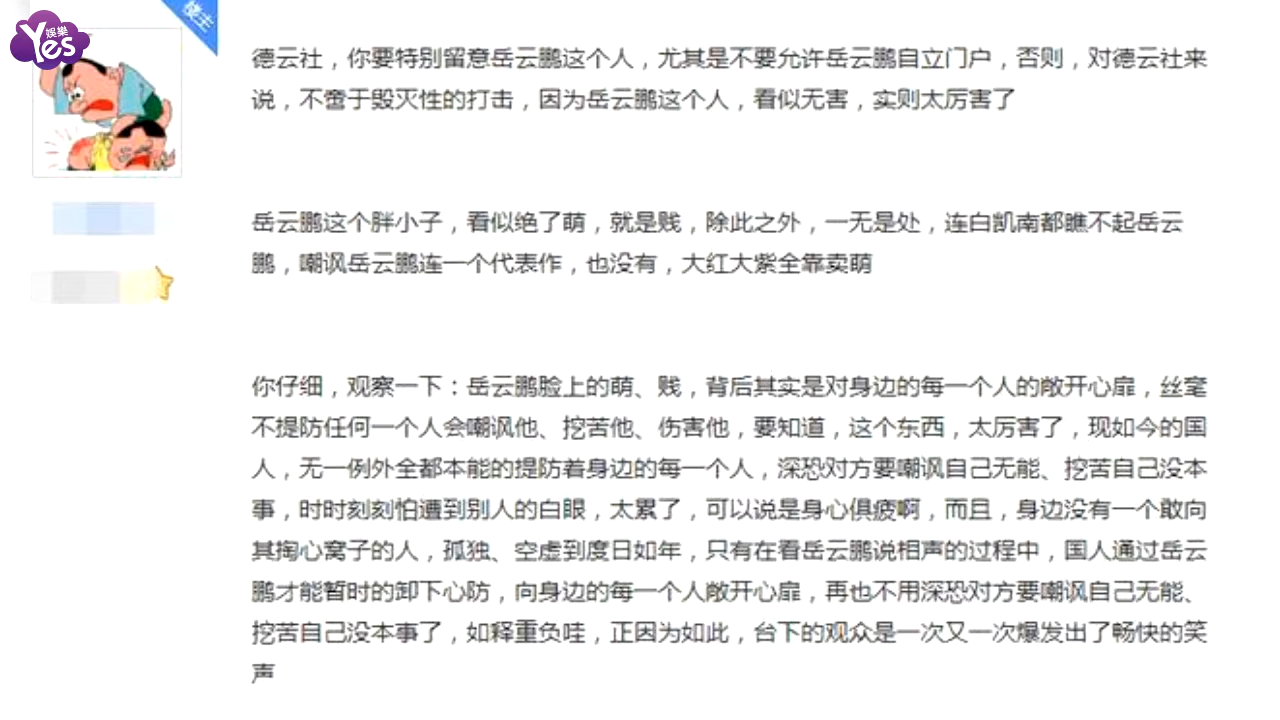 娱樂
Yes
楼主
德云社，你要特别留意岳云鹏这个人，尤其是不要允许岳云鹏自立门户，否则，对德云社来
说，不啻于毁灭性的打击，因为岳云鹏这个人，看似无害，实则太厉害了
岳云鹏这个胖小子，看似绝了萌，就是贱，除此之外，一无是处，连白凯南都瞧不起岳云
鹏，嘲讽岳云鹏连一个代表作，也没有，大红大紫全靠卖萌
你仔细，观察一下：岳云鹏脸上的萌、贱，背后其实是对身边的每一个人的敞开心扉，丝毫
不提防任何一个人会嘲讽他、挖苦他、伤害他，要知道，这个东西，太厉害了，现如今的国
人，无一例外全都本能的提防着身边的每一个人，深恐对方要嘲讽自己无能、挖苦自己没本
事，时时刻刻怕遭到别人的白眼，太累了，可以说是身心俱疲啊，而且，身边没有一个敢向
其掏心窝子的人，孤独、空虚到度日如年，只有在看岳云鹏说相声的过程中，国人通过岳云
鹏才能暂时的卸下心防，向身边的每一个人敞开心扉，再也不用深恐对方要嘲讽自己无能、
挖苦自己没本事了，如释重负哇，正因为如此，台下的观众是一次又一次爆发出了畅快的笑
声